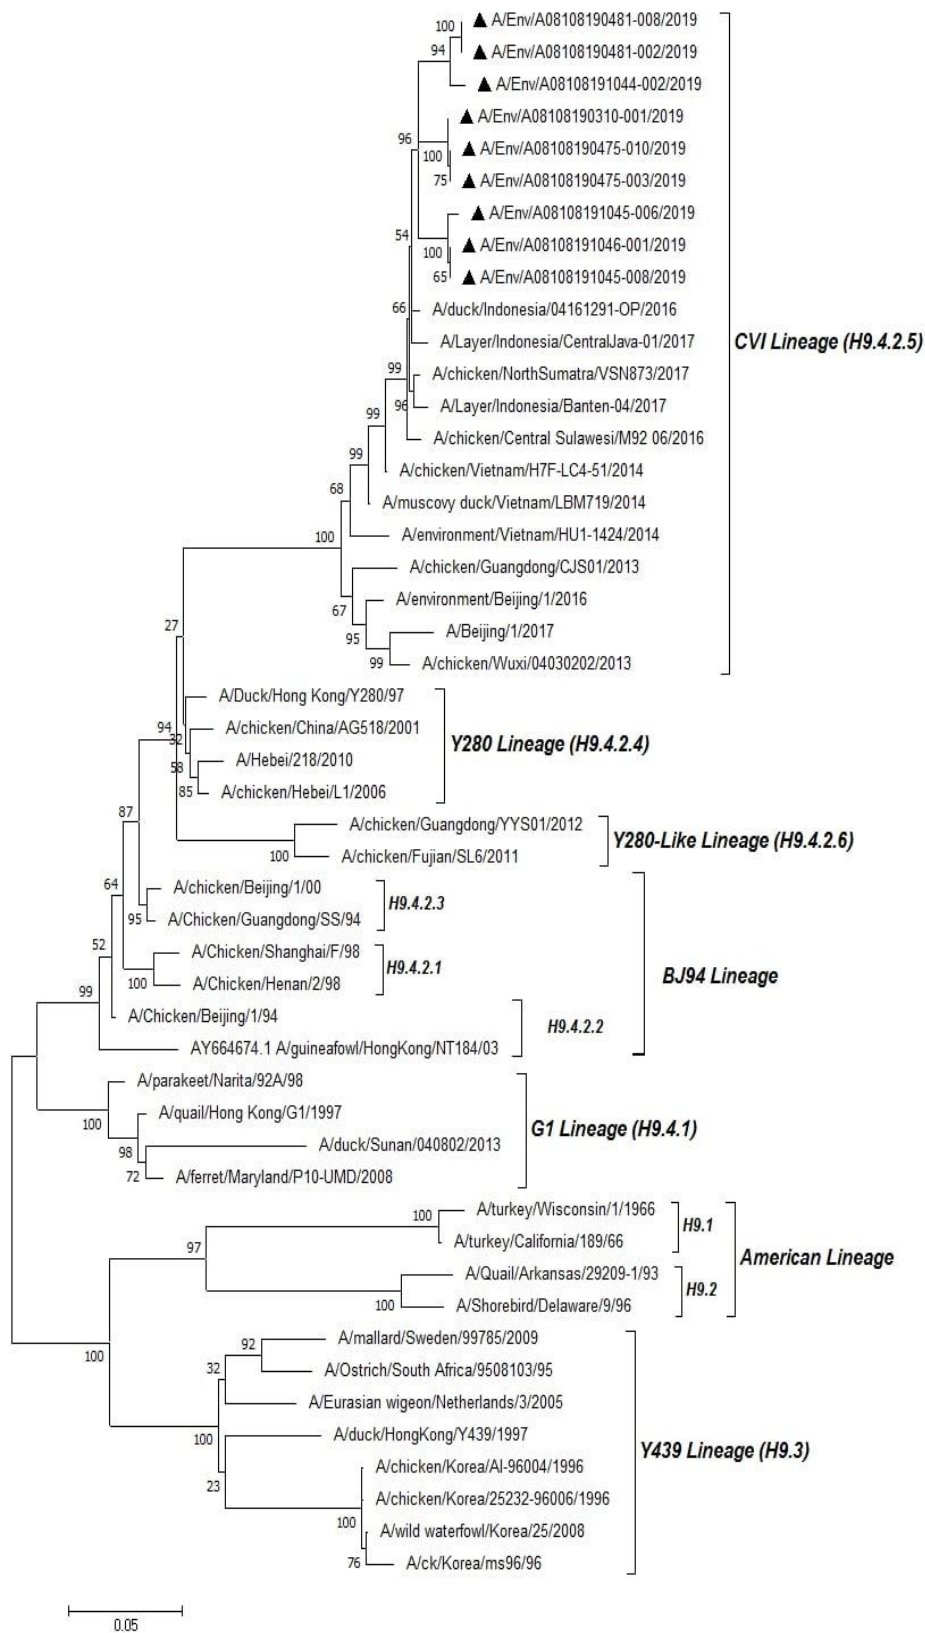 100
▲ A/Env/A08108190481-008/2019
94
▲ A/Env/A08108190481-002/2019
▲ A/Env/A08108191044-002/2019
96
▲ A/Env/A08108190310-001/2019
100
▲ A/Env/A08108190475-010/2019
75
▲ A/Env/A08108190475-003/2019
54
▲ A/Env/A08108191045-006/2019
100
▲ A/Env/A08108191046-001/2019
65
▲ A/Env/A08108191045-008/2019
66
A/duck/Indonesia/04161291-OP/2016
A/Layer/Indonesia/CentralJava-01/2017
CVI Lineage (H9.4.2.5)
99
A/chicken/NorthSumatra/VSN873/2017
96
A/Layer/Indonesia/Banten-04/2017
99
A/chicken/Central Sulawesi/M92 06/2016
99
A/chicken/Vietnam/H7F-LC4-51/2014
68
A/muscovy duck/Vietnam/LBM719/2014
100
A/environment/Vietnam/HU1-1424/2014
A/chicken/Guangdong/CJS01/2013
67
A/environment/Beijing/1/2016
95
A/Beijing/1/2017
99
A/chicken/Wuxi/04030202/2013
27
A/Duck/Hong Kong/Y280/97
94
A/chicken/China/AG518/2001
32
Y280 Lineage (H9.4.2.4)
58
A/Hebei/218/2010
85
A/chicken/Hebei/L1/2006
87
A/chicken/Guangdong/YYS01/2012
Y280-Like Lineage (H9.4.2.6)
100
A/chicken/Fujian/SL6/2011
64
A/chicken/Beijing/1/00
H9.4.2.3
95
A/Chicken/Guangdong/SS/94
52
A/Chicken/Shanghai/F/98
H9.4.2.1
BJ94 Lineage
100
A/Chicken/Henan/2/98
99
A/Chicken/Beijing/1/94
H9.4.2.2
AY664674.1 A/guineafowl/HongKong/NT184/03
A/parakeet/Narita/92A/98
100
A/quail/Hong Kong/G1/1997
G1 Lineage (H9.4.1)
98
A/duck/Sunan/040802/2013
72
A/ferret/Maryland/P10-UMD/2008
100
A/turkey/Wisconsin/1/1966
H9.1
A/turkey/California/189/66
97
American Lineage
A/Quail/Arkansas/29209-1/93
H9.2
100
A/Shorebird/Delaware/9/96
100
92
A/mallard/Sweden/99785/2009
32
A/Ostrich/South Africa/9508103/95
A/Eurasian wigeon/Netherlands/3/2005
100
A/duck/HongKong/Y439/1997
Y439 Lineage (H9.3)
A/chicken/Korea/AI-96004/1996
23
A/chicken/Korea/25232-96006/1996
100
A/wild waterfowl/Korea/25/2008
76
A/ck/Korea/ms96/96
0.05